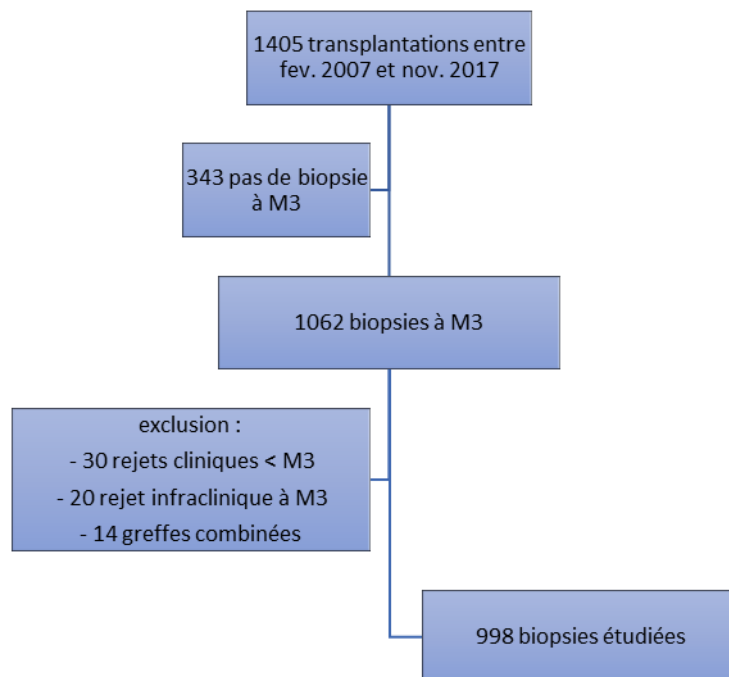 1405 transplantations entre
fev. 2007 et nov. 2017
343 pas de biopsie
à M3
1062 biopsies à M3
exclusion :
- 30 rejets cliniques < M3
- 20 rejet infraclinique à M3
- 14 greffes combinées
998 biopsies étudiées